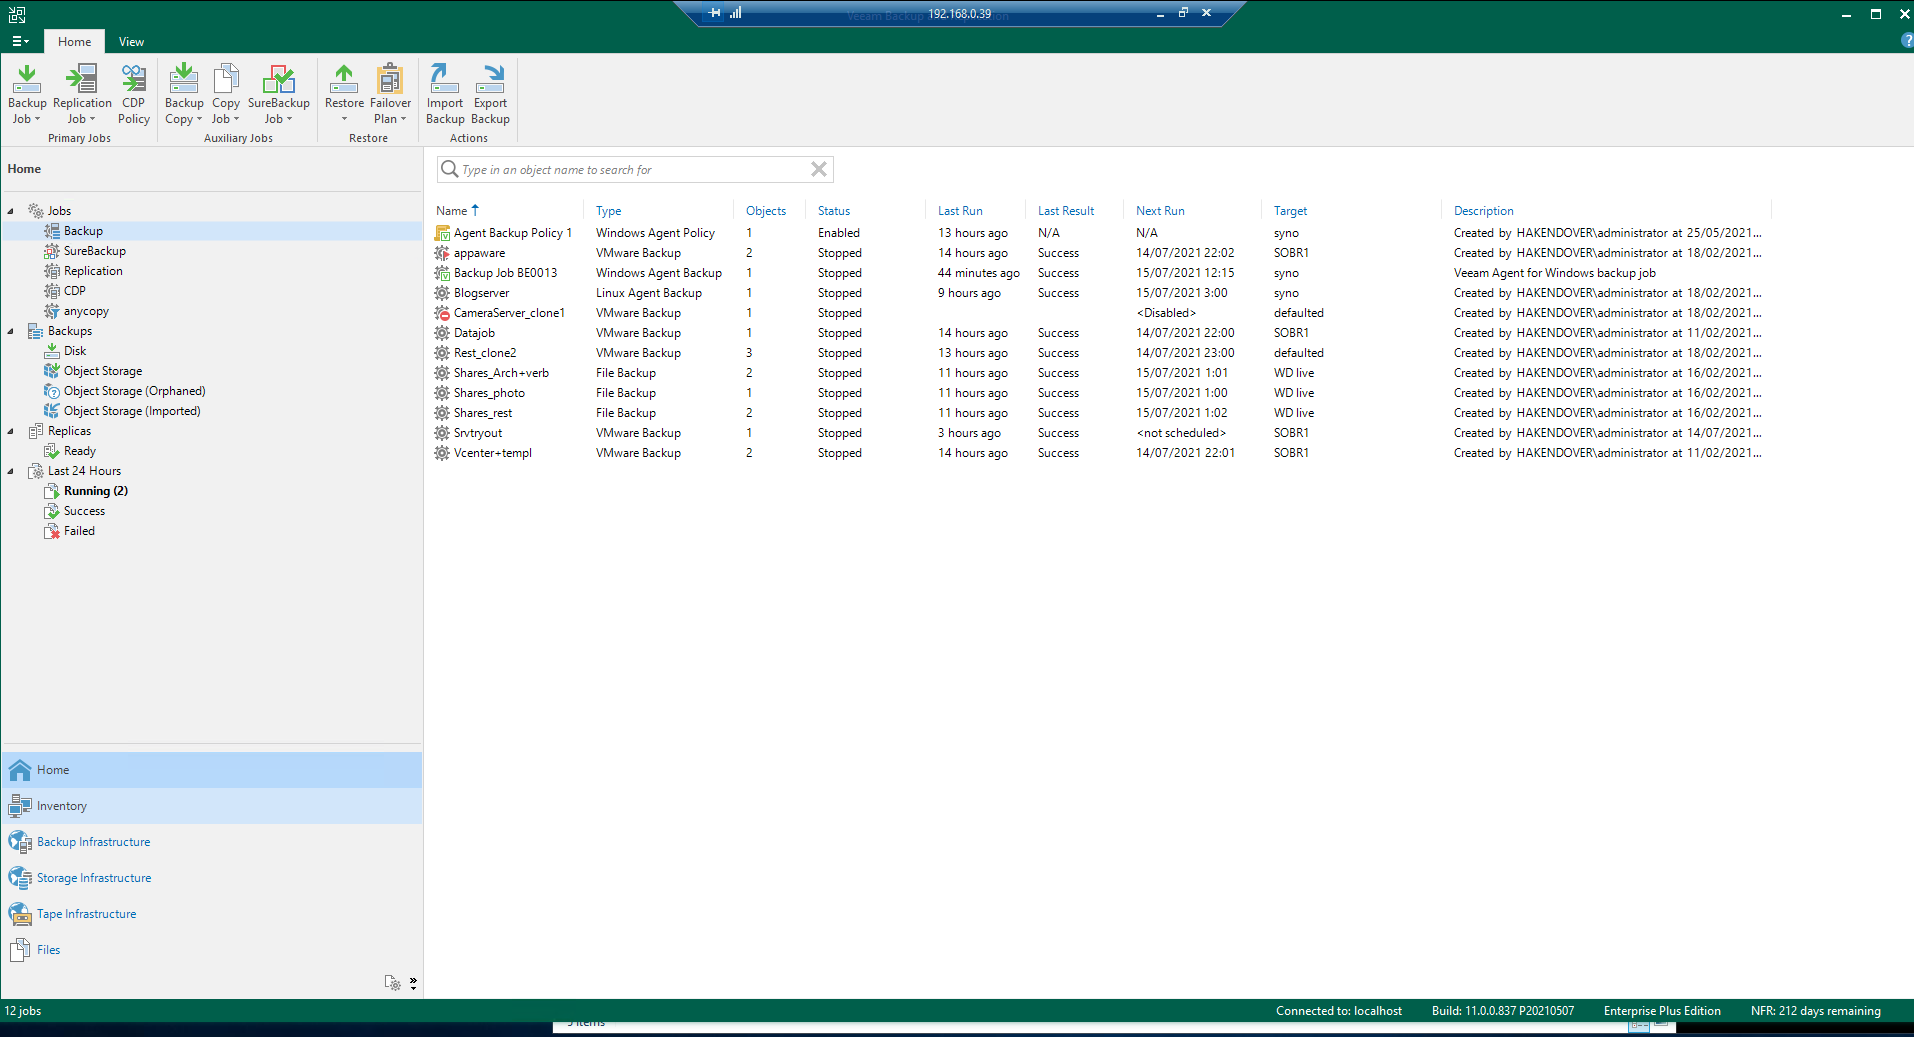 192.168.0.39
Veeam Backup
Home View
Backup Job Replication Job CDP Policy Backup Copy Copy Job SureBackup Job Restore Failover Plan Import Backup Export Backup
Primary Jobs Auxiliary Jobs Restore Actions
Home
Jobs
Backup
SureBackup
Replication
CDP
anycopy
Backups
Disk
Object Storage
Object Storage (Orphaned)
Object Storage (Imported)
Replicas
Ready
Last 24 Hours
Running (2)
Success
Failed
Home
Inventory
Backup Infrastructure
Storage Infrastructure
Tape Infrastructure
Files
Type in an object name to search for
Name Type Objects Status Last Run Last Result Next Run Target Description
Agent Backup Policy 1 Windows Agent Policy 1 Enabled 13 hours ago N/A N/A syno Created by HAKENDOVER\administrator at 25/05/2021...
appaware VMware Backup 2 Stopped 14 hours ago Success 14/07/2021 22:02 SOBR1 Created by HAKENDOVER\administrator at 18/02/2021...
Backup Job BE0013 Windows Agent Backup 1 Stopped 44 minutes ago Success 15/07/2021 12:15 syno Veeam Agent for Windows backup job
Blogserver Linux Agent Backup 1 Stopped 9 hours ago Success 15/07/2021 3:00 syno Created by HAKENDOVER\administrator at 18/02/2021...
CameraServer_clone1 VMware Backup 1 Stopped <Disabled> defaulted Created by HAKENDOVER\administrator at 18/02/2021...
Datajob VMware Backup 1 Stopped 14 hours ago Success 14/07/2021 22:00 SOBR1 Created by HAKENDOVER\administrator at 11/02/2021...
Rest_clone2 VMware Backup 3 Stopped 13 hours ago Success 14/07/2021 23:00 defaulted Created by HAKENDOVER\administrator at 18/02/2021...
Shares_Arch+verb File Backup 2 Stopped 11 hours ago Success 15/07/2021 1:01 WD live Created by HAKENDOVER\administrator at 16/02/2021...
Shares_photo File Backup 1 Stopped 11 hours ago Success 15/07/2021 1:00 WD live Created by HAKENDOVER\administrator at 16/02/2021...
Shares_rest File Backup 2 Stopped 11 hours ago Success 15/07/2021 1:02 WD live Created by HAKENDOVER\administrator at 16/02/2021...
Srvtryout VMware Backup 1 Stopped 3 hours ago Success <not scheduled> SOBR1 Created by HAKENDOVER\administrator at 14/07/2021...
Vcenter+templ VMware Backup 2 Stopped 14 hours ago Success 14/07/2021 22:01 SOBR1 Created by HAKENDOVER\administrator at 11/02/2021...
12 jobs Connected to: localhost Build: 11.0.0.837 P20210507 Enterprise Plus Edition NFR: 212 days remaining
items